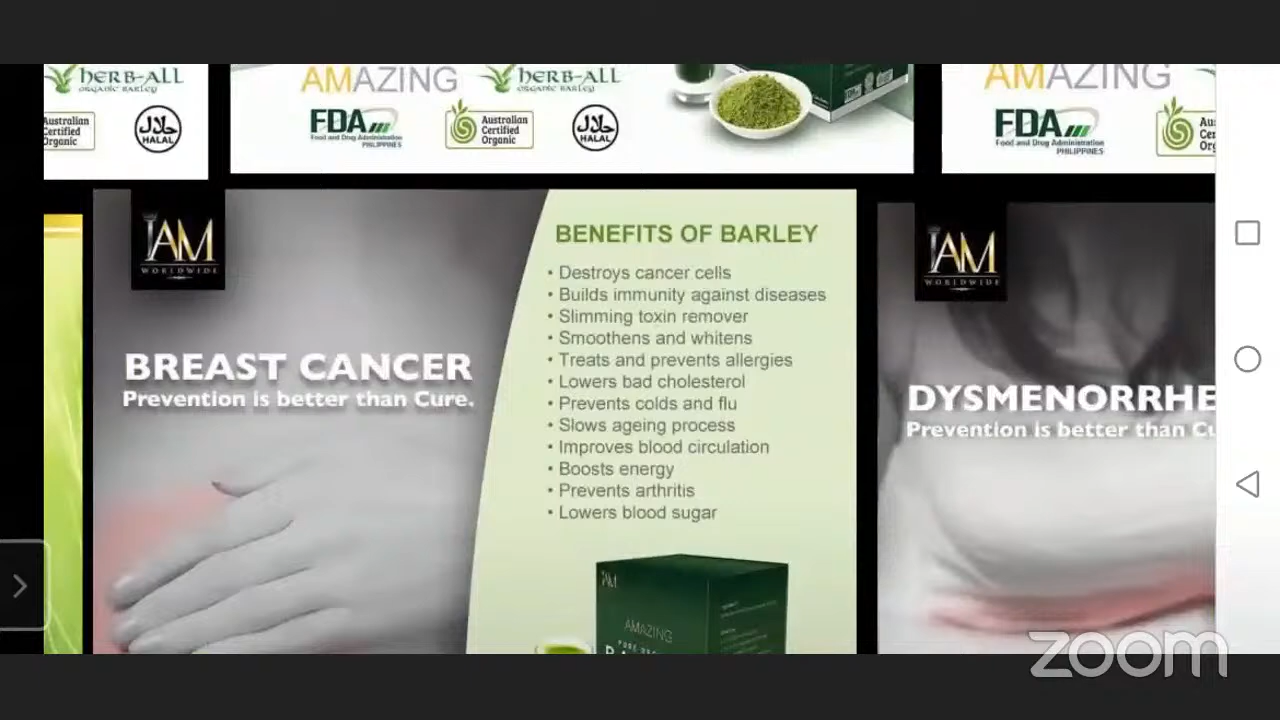 HERB-ALL
ORGANIC BARLEY
Australian
Certified
Organic
حلال
HALAL
AMAZING
HERB-ALL
ORGANIC BARLEY
FDA
Food and Drug Administration
PHILIPPINES
Australian
Certified
Organic
حلال
HALAL
AMAZING
FDA
Food and Drug Administration
PHILIPPINES
IAM
WORLDWIDE
BREAST CANCER
Prevention is better than Cure.
BENEFITS OF BARLEY
• Destroys cancer cells
• Builds immunity against diseases
• Slimming toxin remover
• Smoothens and whitens
• Treats and prevents allergies
• Lowers bad cholesterol
• Prevents colds and flu
• Slows ageing process
• Improves blood circulation
• Boosts energy
• Prevents arthritis
• Lowers blood sugar
IAM
AMAZING
IAM
WORLDWIDE
DYSMENORRHE
Prevention is better than Cu
zoom